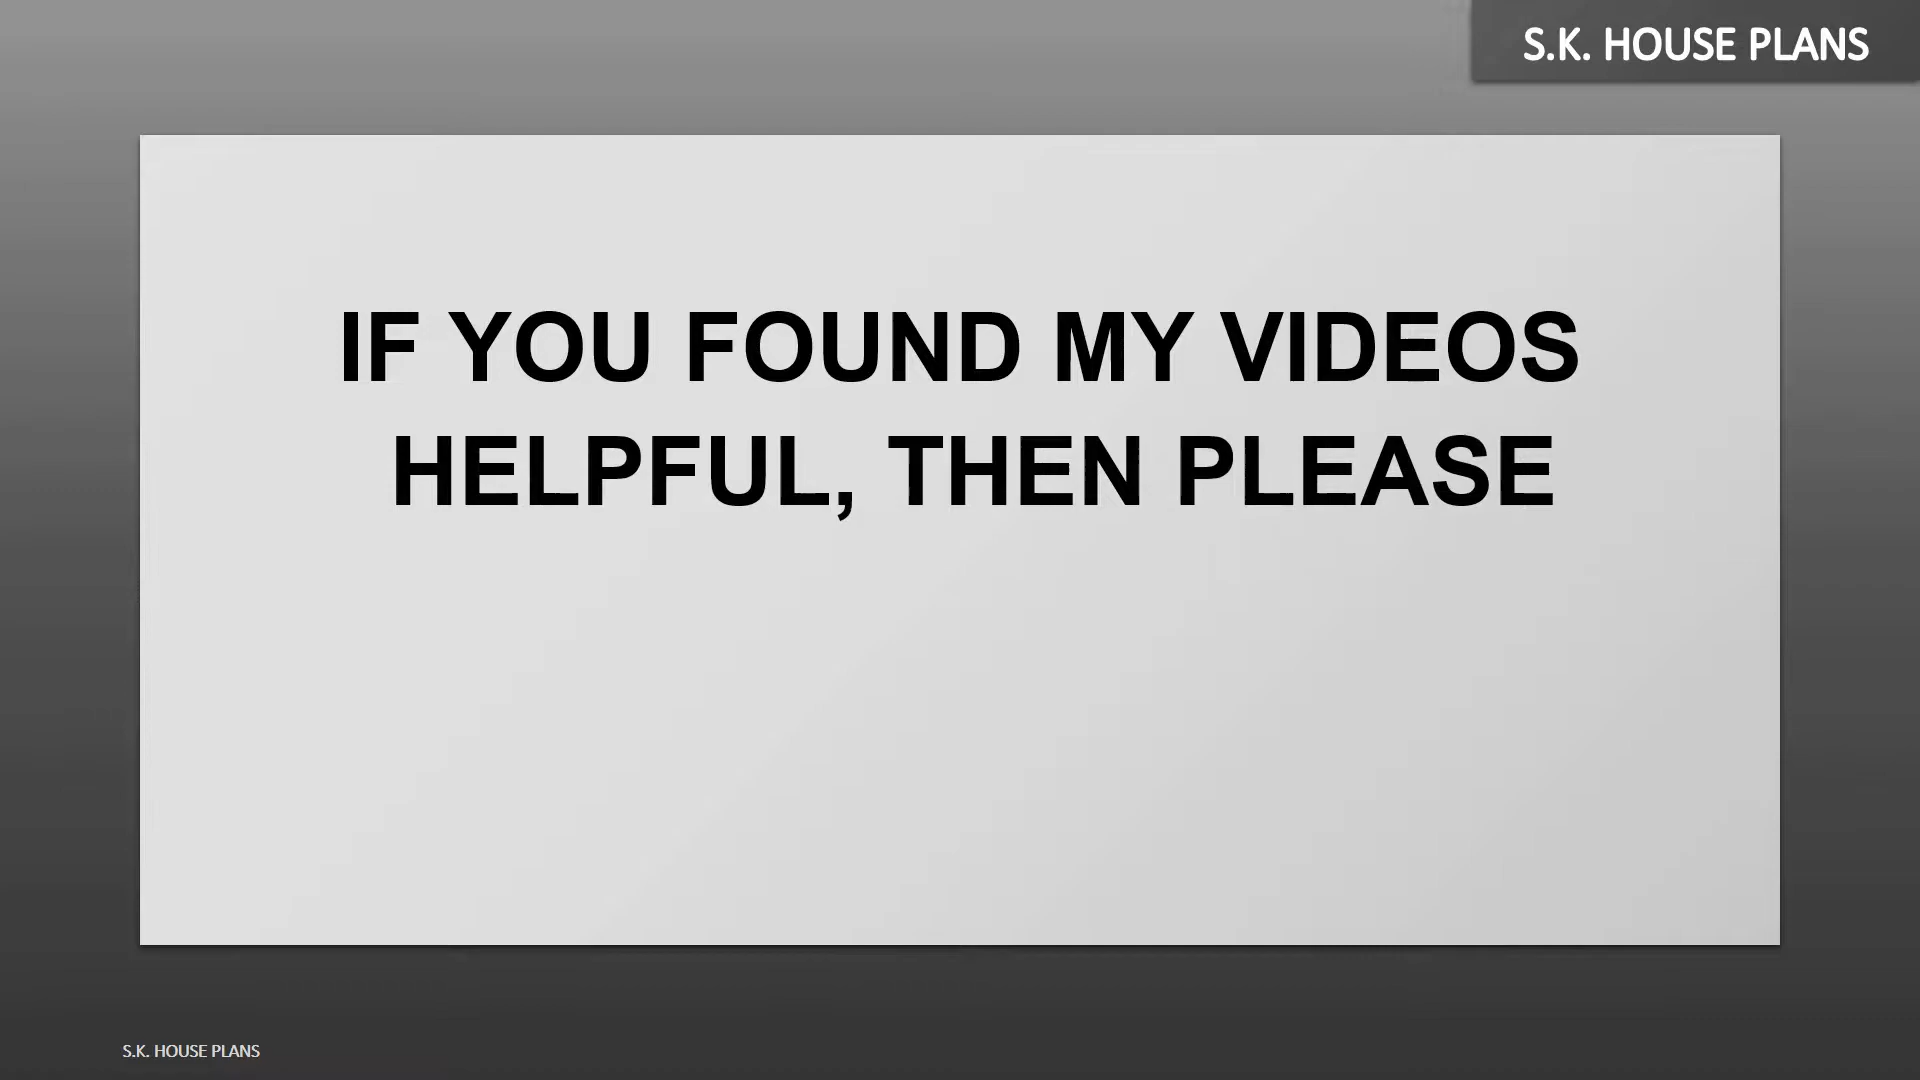 S.K. HOUSE PLANS
IF YOU FOUND MY VIDEOS
HELPFUL, THEN PLEASE
S.K. HOUSE PLANS